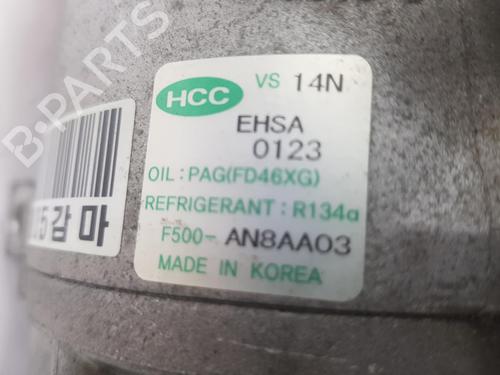 HCC VS 14N
EHSA
0123
OIL: PAG(FD46XG)
REFRIGERANT : R134a
F500- AN8AA03
MADE IN KOREA
감마
B-PARTS